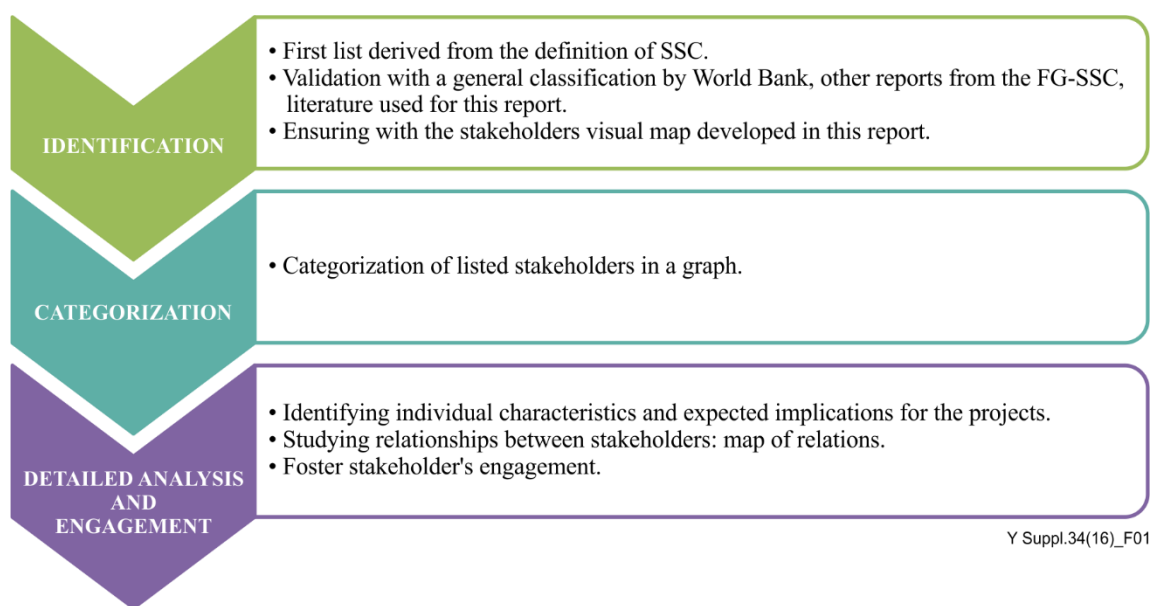 IDENTIFICATION
• First list derived from the definition of SSC.
• Validation with a general classification by World Bank, other reports from the FG-SSC,
literature used for this report.
• Ensuring with the stakeholders visual map developed in this report.
CATEGORIZATION
• Categorization of listed stakeholders in a graph.
DETAILED ANALYSIS
AND
ENGAGEMENT
• Identifying individual characteristics and expected implications for the projects.
• Studying relationships between stakeholders: map of relations.
• Foster stakeholder's engagement.
Y Suppl.34(16)_F01